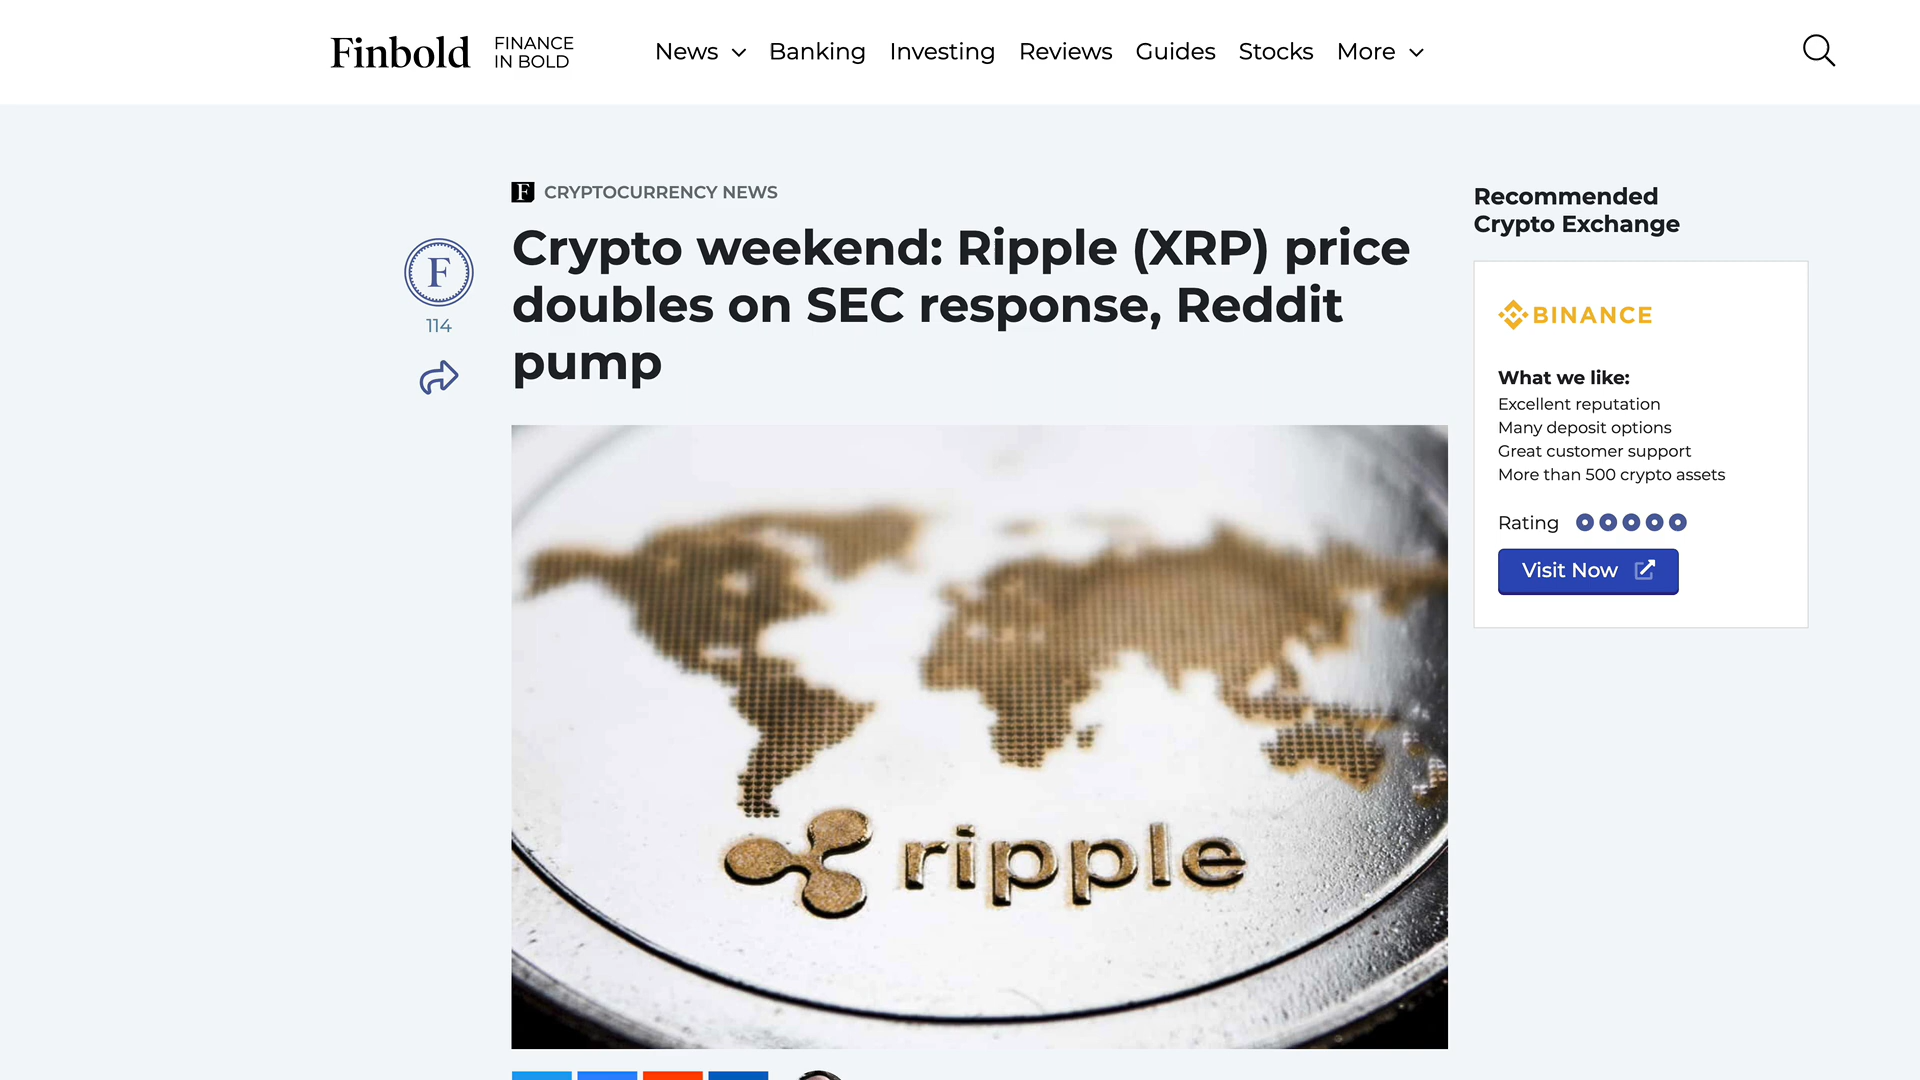 Finbold
FINANCE
IN BOLD
News
Banking
Investing
Reviews
Guides
Stocks
More
F CRYPTOCURRENCY NEWS
Crypto weekend: Ripple (XRP) price
doubles on SEC response, Reddit
pump
F
114
ripple
Recommended
Crypto Exchange
BINANCE
What we like:
Excellent reputation
Many deposit options
Great customer support
More than 500 crypto assets
Rating
Visit Now